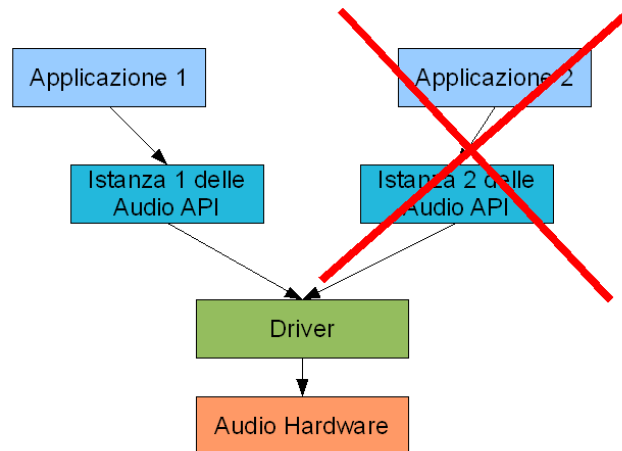 Applicazione 1
Applicazione 2
Istanza 1 delle
Audio API
Istanza 2 delle
Audio API
Driver
Audio Hardware